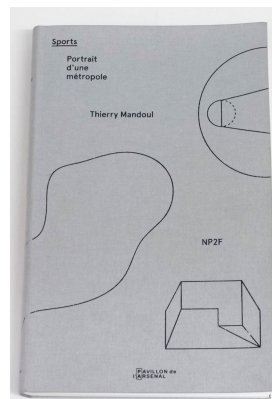 Sports
Portrait
d'une
métropole
Thierry Mandoul
NP2F
PAVILLON de
l'ARSENAL